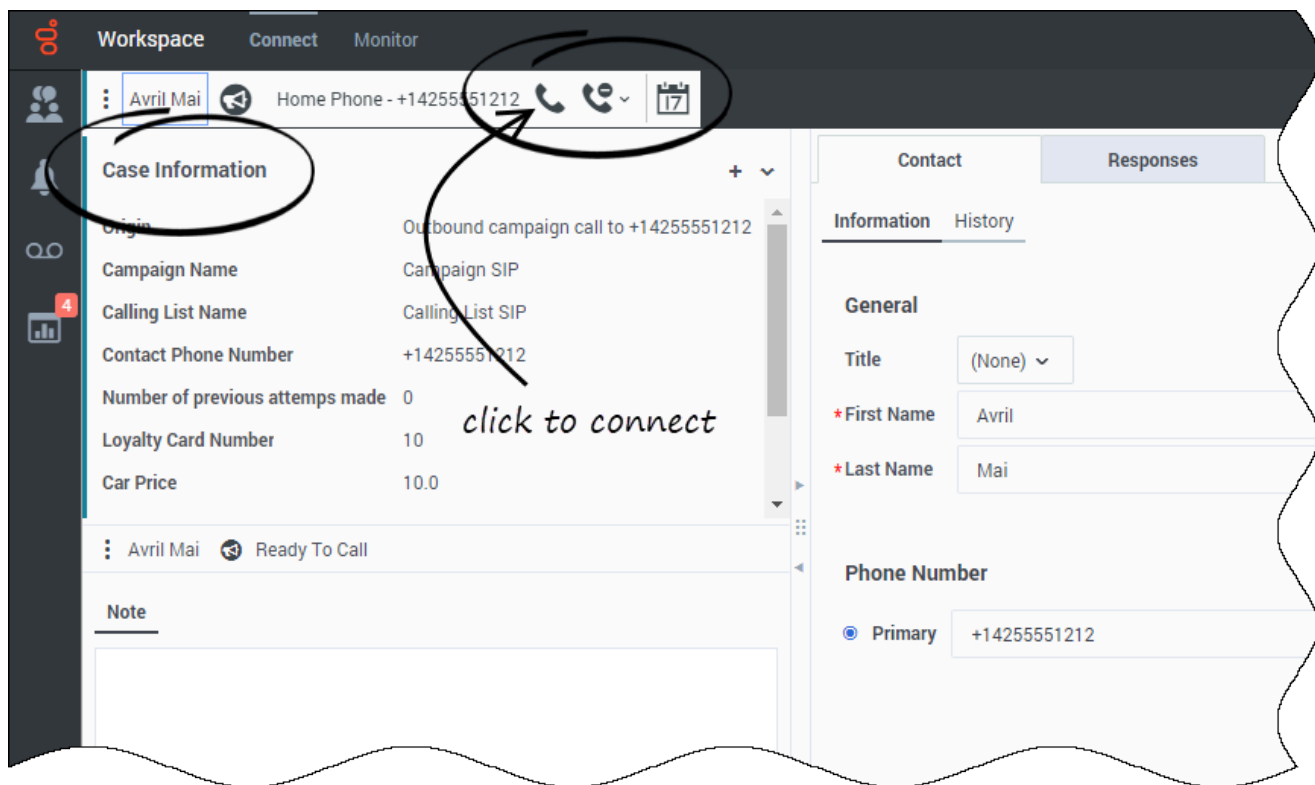 Workspace Connect Monitor
Avril Mai Home Phone - +14255551212 17
Case Information
Origin Outbound campaign call to +14255551212
Campaign Name Campaign SIP
Calling List Name Calling List SIP
Contact Phone Number +14255551212
Number of previous attemps made 0
Loyalty Card Number 10
Car Price 10.0
click to connect
4
Avril Mai Ready To Call
Note
Contact Responses
Information History
General
Title (None)
*First Name Avril
*Last Name Mai
Phone Number
Primary +14255551212